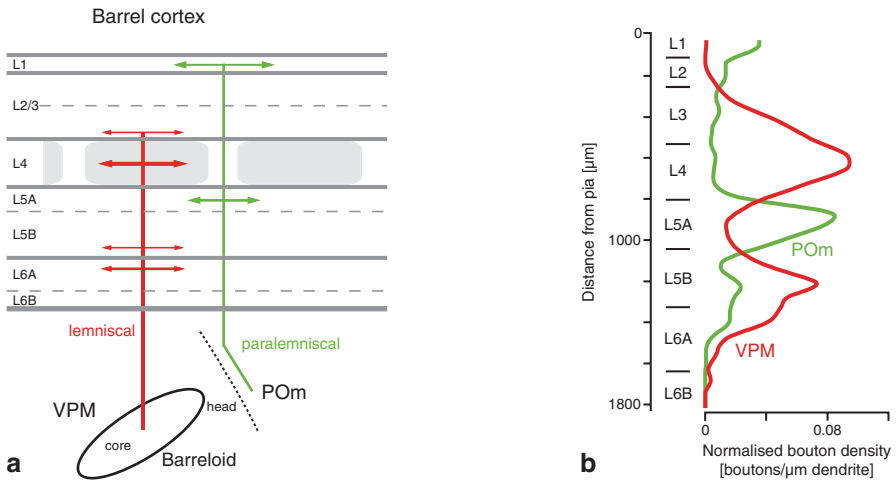 Barrel cortex
L1
L2/3
L4
L5A
L5B
L6A
L6B
lemniscal
paralemniscal
POm
VPM
head
core
Barreloid
a
0
1000
1800
Distance from pia [µm]
L1
L2
L3
L4
L5A
L5B
L6A
L6B
POm
VPM
0
0.08
Normalised bouton density
[boutons/µm dendrite]
b